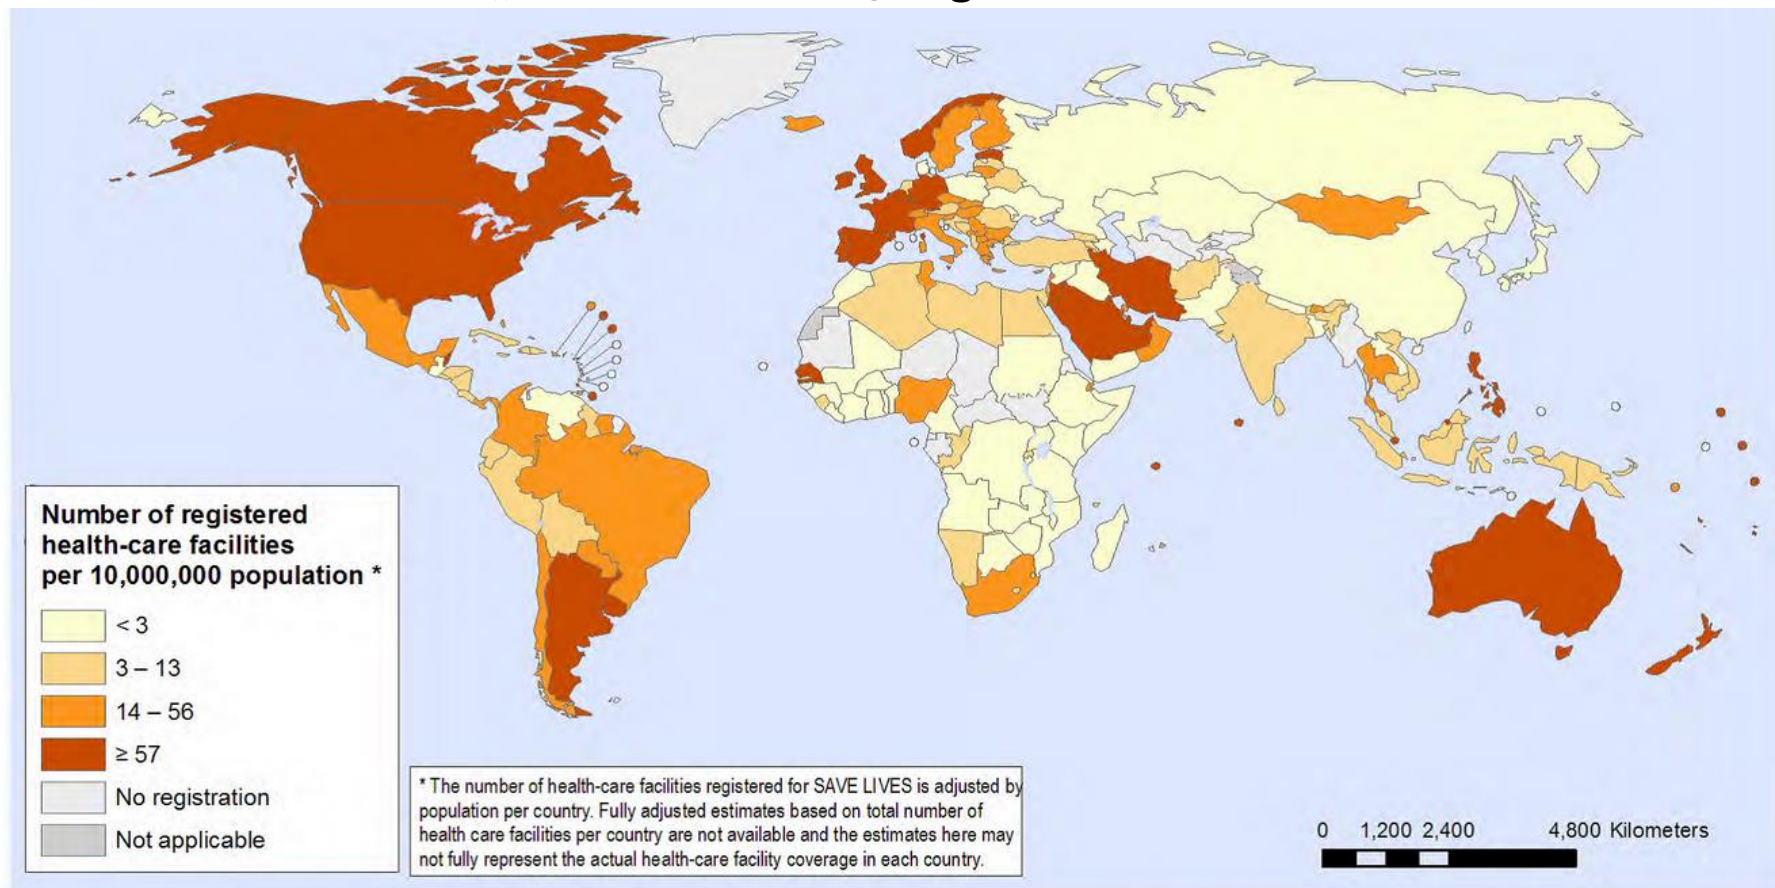 Number of registered
health-care facilities
per 10,000,000 population *
< 3
3 – 13
14 – 56
≥ 57
No registration
Not applicable
* The number of health-care facilities registered for SAVE LIVES is adjusted by
population per country. Fully adjusted estimates based on total number of
health care facilities per country are not available and the estimates here may
not fully represent the actual health-care facility coverage in each country.
0 1,200 2,400 4,800 Kilometers